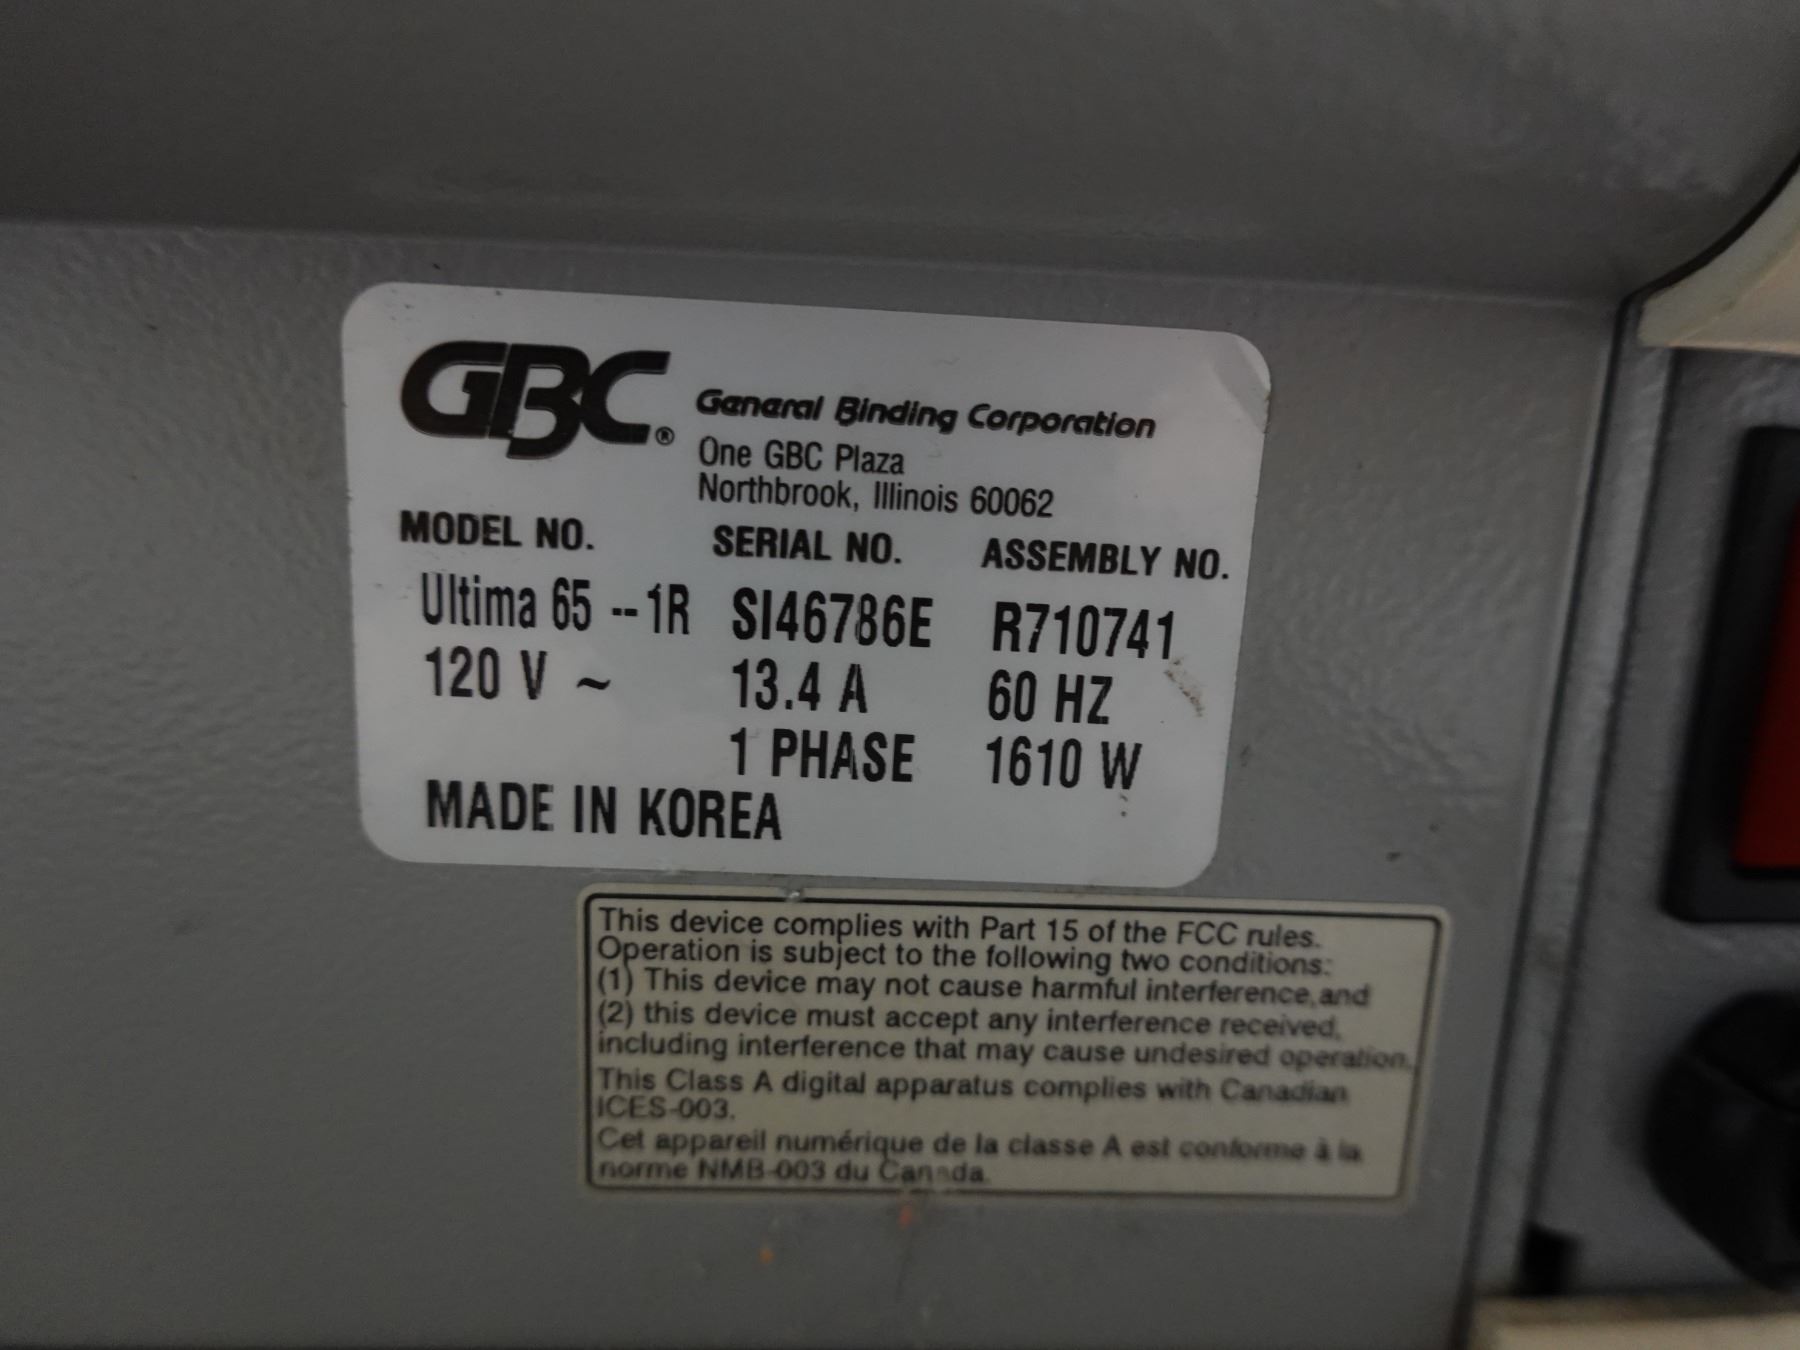 GBC®
General Binding Corporation
One GBC Plaza
Northbrook, Illinois 60062
MODEL NO. SERIAL NO. ASSEMBLY NO.
Ultima 65 --1R SI46786E R710741
120 V ~ 13.4 A 60 HZ
1 PHASE 1610 W
MADE IN KOREA
This device complies with Part 15 of the FCC rules.
Operation is subject to the following two conditions:
(1) This device may not cause harmful interference,and
(2) this device must accept any interference received,
including interference that may cause undesired operation.
This Class A digital apparatus complies with Canadian
ICES-003.
Cet appareil numérique de la classe A est conforme à la
norme NMB-003 du Canada.